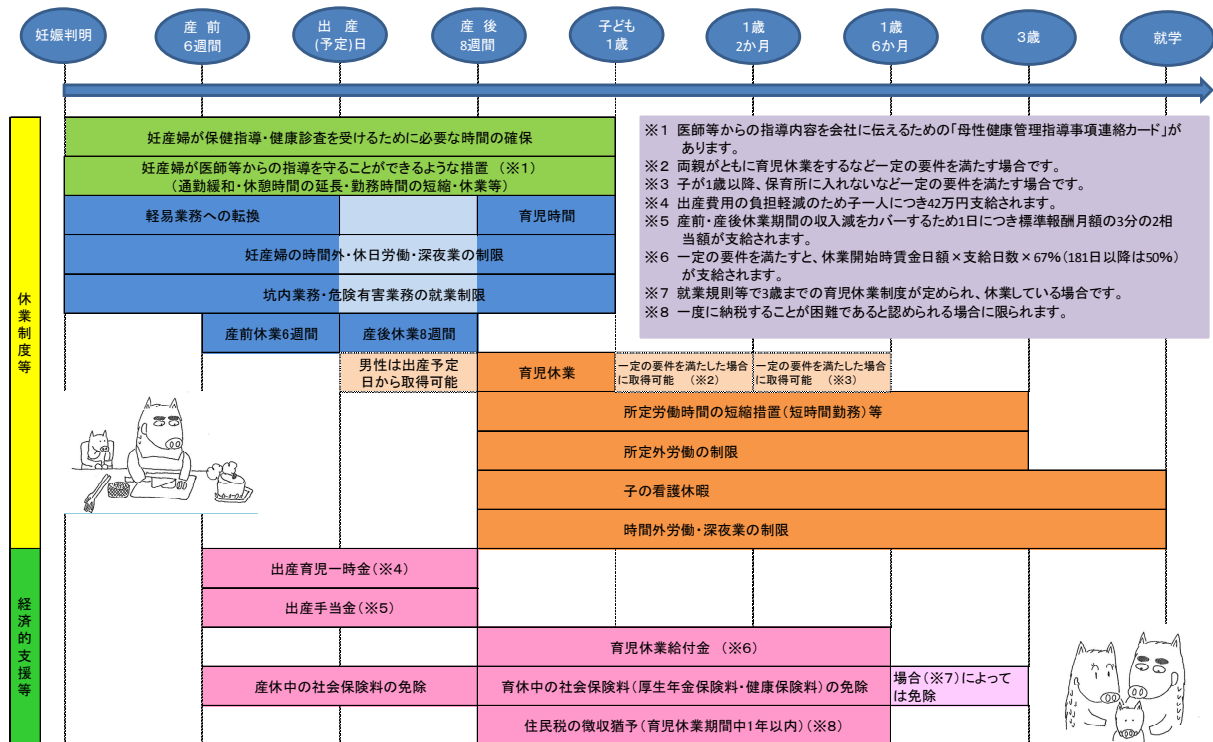 妊娠判明
産 前
6週間
出 産
(予定)日
産 後
8週間
子ども
1歳
1歳
2か月
1歳
6か月
3歳
就学
休業制度等
妊産婦が保健指導・健康診査を受けるために必要な時間の確保
妊産婦が医師等からの指導を守ることができるような措置（※1）
（通勤緩和・休憩時間の延長・勤務時間の短縮・休業等）
軽易業務への転換
育児時間
妊産婦の時間外・休日労働・深夜業の制限
坑内業務・危険有害業務の就業制限
産前休業6週間
産後休業8週間
男性は出産予定
日から取得可能
育児休業
一定の要件を満たした場合
に取得可能　（※2）
一定の要件を満たした場合
に取得可能　（※3）
所定労働時間の短縮措置（短時間勤務）等
所定外労働の制限
子の看護休暇
時間外労働・深夜業の制限
※1 医師等からの指導内容を会社に伝えるための「母性健康管理指導事項連絡カード」が
あります。
※2 両親がともに育児休業をするなど一定の要件を満たす場合です。
※3 子が1歳以降、保育所に入れないなど一定の要件を満たす場合です。
※4 出産費用の負担軽減のため子一人につき42万円支給されます。
※5 産前・産後休業期間の収入減をカバーするため1日につき標準報酬月額の3分の2相
当額が支給されます。
※6 一定の要件を満たすと、休業開始時賃金日額×支給日数×67％（181日以降は50％）
が支給されます。
※7 就業規則等で3歳までの育児休業制度が定められ、休業している場合です。
※8 一度に納税することが困難であると認められる場合に限られます。
経済的支援等
出産育児一時金（※4）
出産手当金（※5）
育児休業給付金 （※6）
産休中の社会保険料の免除
育休中の社会保険料（厚生年金保険料・健康保険料）の免除
場合（※7）によって
は免除
住民税の徴収猶予（育児休業期間中1年以内）（※8）